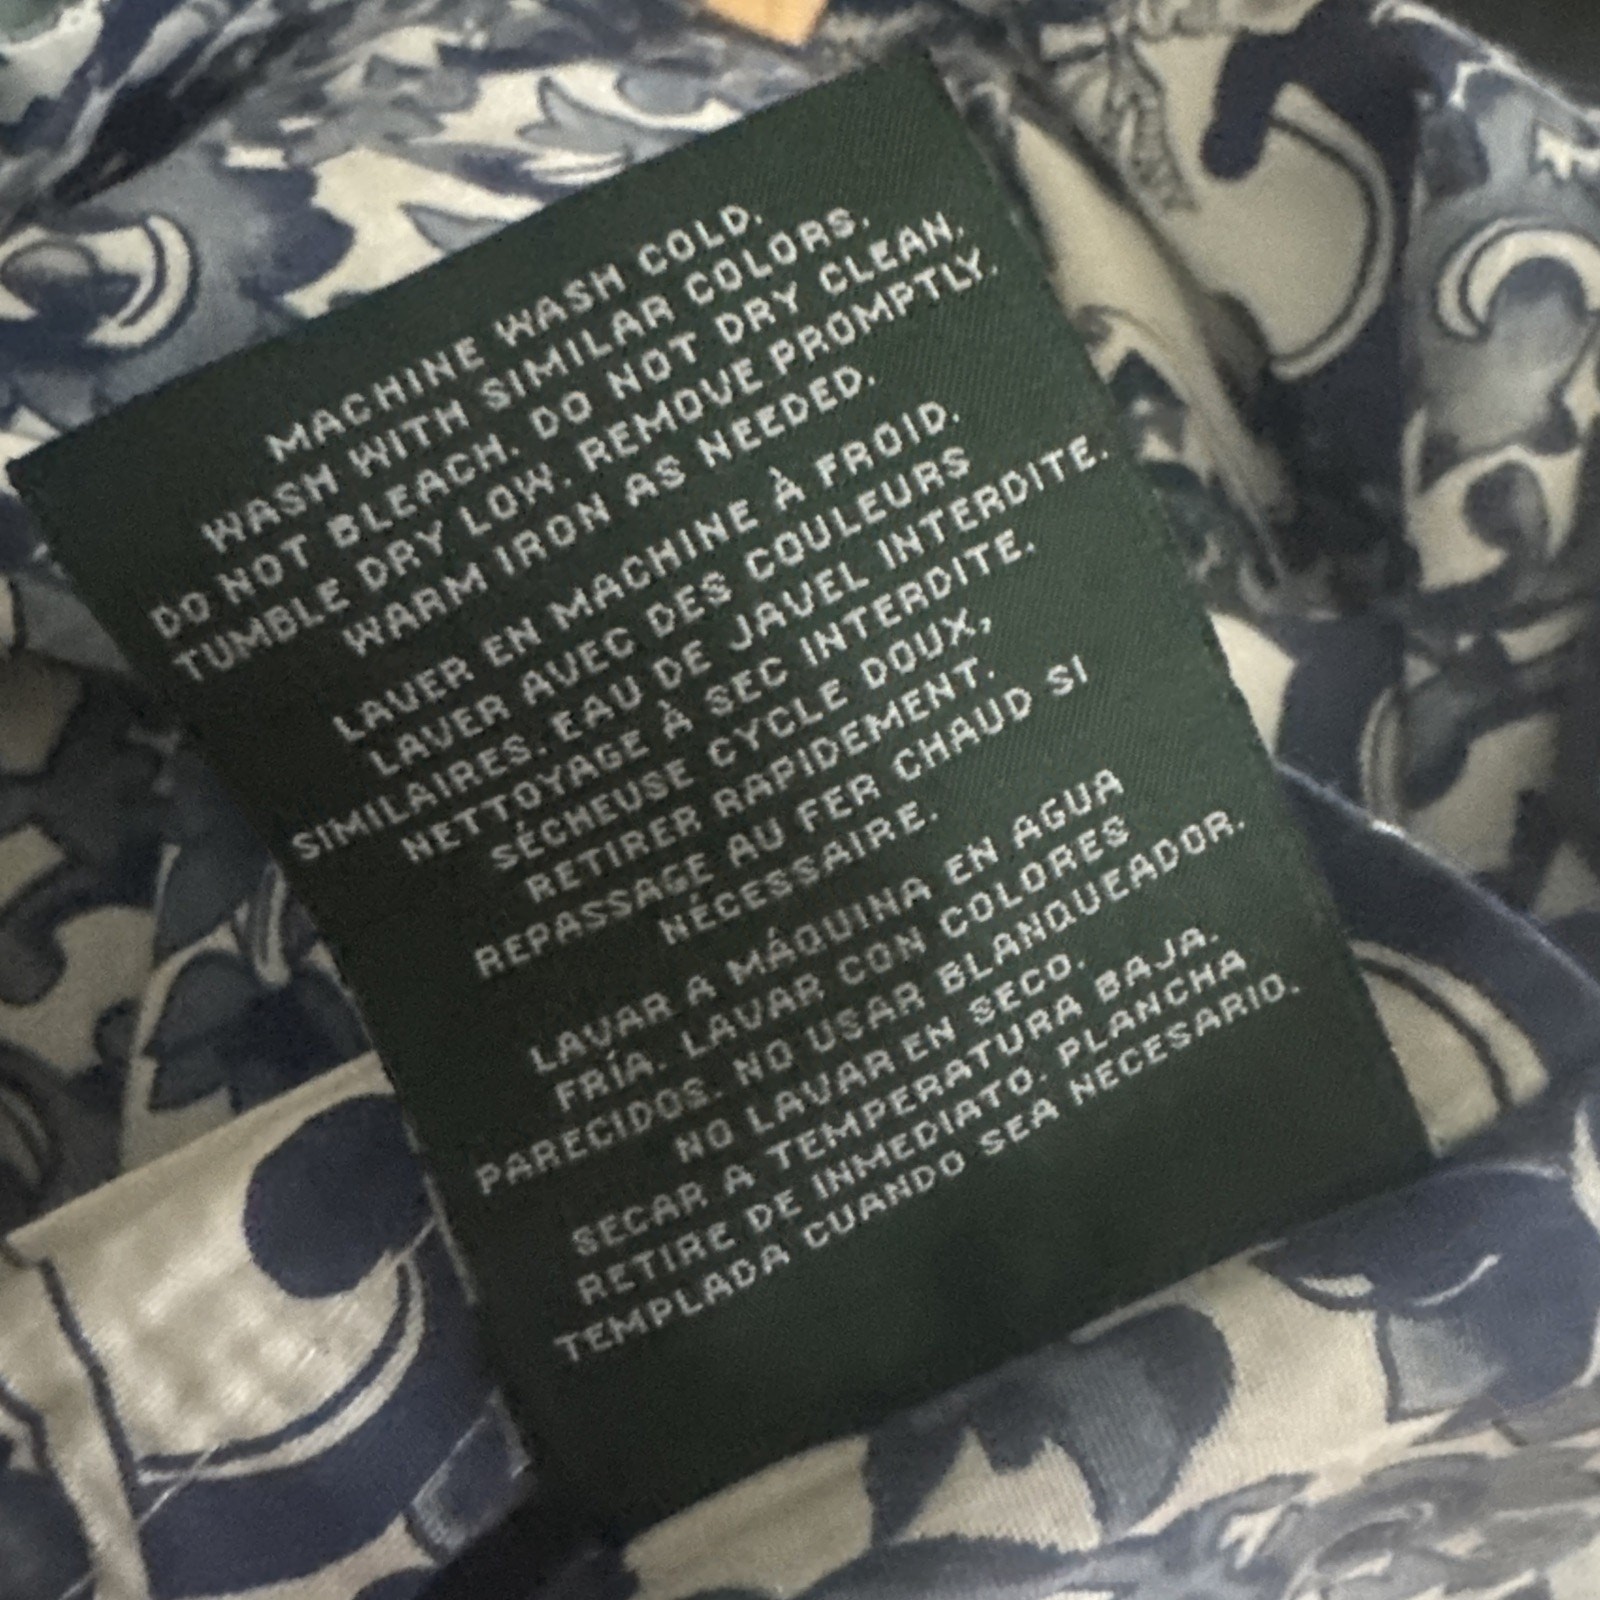 MACHINE WASH COLD.
WASH WITH SIMILAR COLORS.
DO NOT BLEACH. DO NOT DRY CLEAN.
TUMBLE DRY LOW. REMOVE PROMPTLY.
WARM IRON AS NEEDED.
LAVER EN MACHINE À FROID.
LAVER AVEC DES COULEURS
SIMILAIRES. EAU DE JAVEL INTERDITE.
NETTOYAGE À SEC INTERDITE.
SÉCHEUSE CYCLE DOUX,
RETIRER RAPIDEMENT.
REPASSAGE AU FER CHAUD SI
NÉCESSAIRE.
LAVAR A MÁQUINA EN AGUA
FRÍA. LAVAR CON COLORES
PARECIDOS. NO USAR BLANQUEADOR.
NO LAVAR EN SECO.
SECAR A TEMPERATURA BAJA.
RETIRE DE INMEDIATO. PLANCHA
TEMPLADA CUANDO SEA NECESARIO.